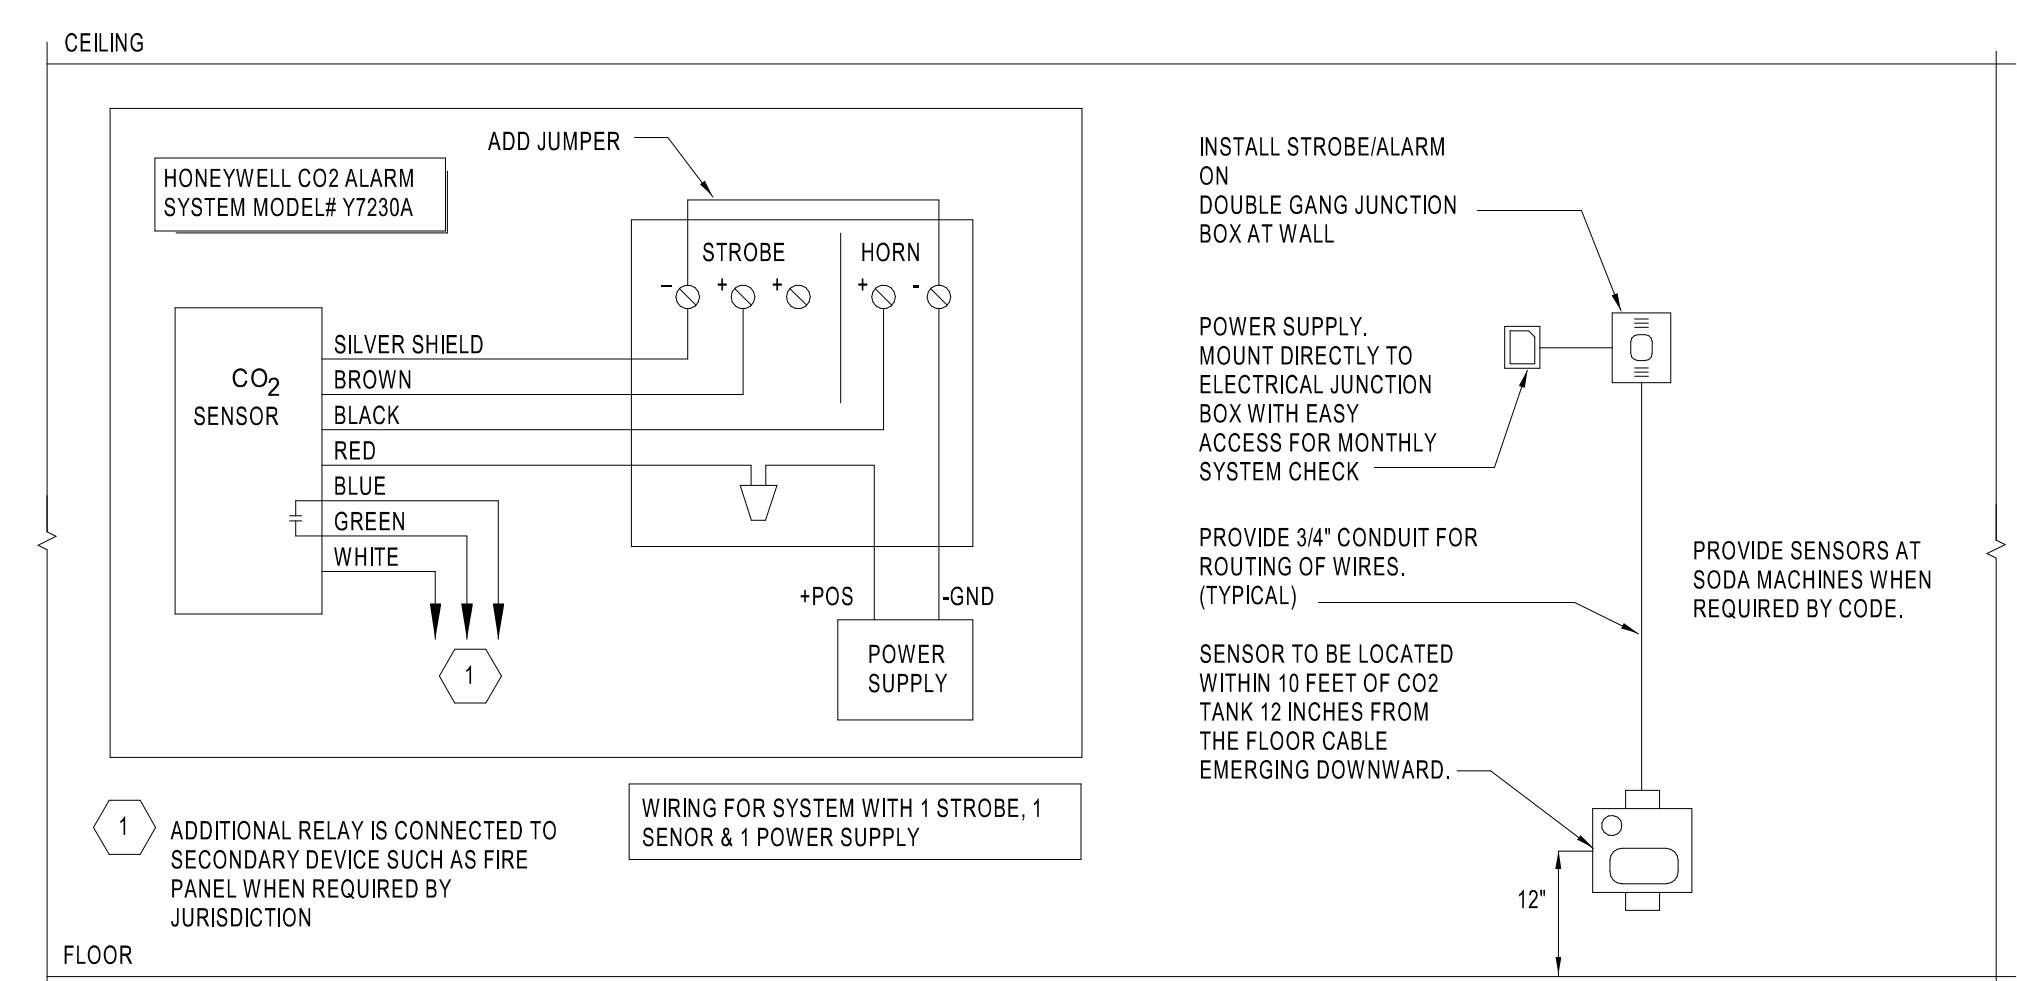 CEILING
ADD JUMPER
HONEYWELL CO2 ALARM
SYSTEM MODEL# Y7230A
STROBE
HORN
– + + + -
SILVER SHIELD
BROWN
BLACK
RED
BLUE
GREEN
WHITE
CO2
SENSOR
+POS
-GND
POWER
SUPPLY
1
1
ADDITIONAL RELAY IS CONNECTED TO
SECONDARY DEVICE SUCH AS FIRE
PANEL WHEN REQUIRED BY
JURISDICTION
WIRING FOR SYSTEM WITH 1 STROBE, 1
SENOR & 1 POWER SUPPLY
FLOOR
INSTALL STROBE/ALARM
ON
DOUBLE GANG JUNCTION
BOX AT WALL
POWER SUPPLY.
MOUNT DIRECTLY TO
ELECTRICAL JUNCTION
BOX WITH EASY
ACCESS FOR MONTHLY
SYSTEM CHECK
PROVIDE 3/4" CONDUIT FOR
ROUTING OF WIRES.
(TYPICAL)
SENSOR TO BE LOCATED
WITHIN 10 FEET OF CO2
TANK 12 INCHES FROM
THE FLOOR CABLE
EMERGING DOWNWARD.
12"
PROVIDE SENSORS AT
SODA MACHINES WHEN
REQUIRED BY CODE.